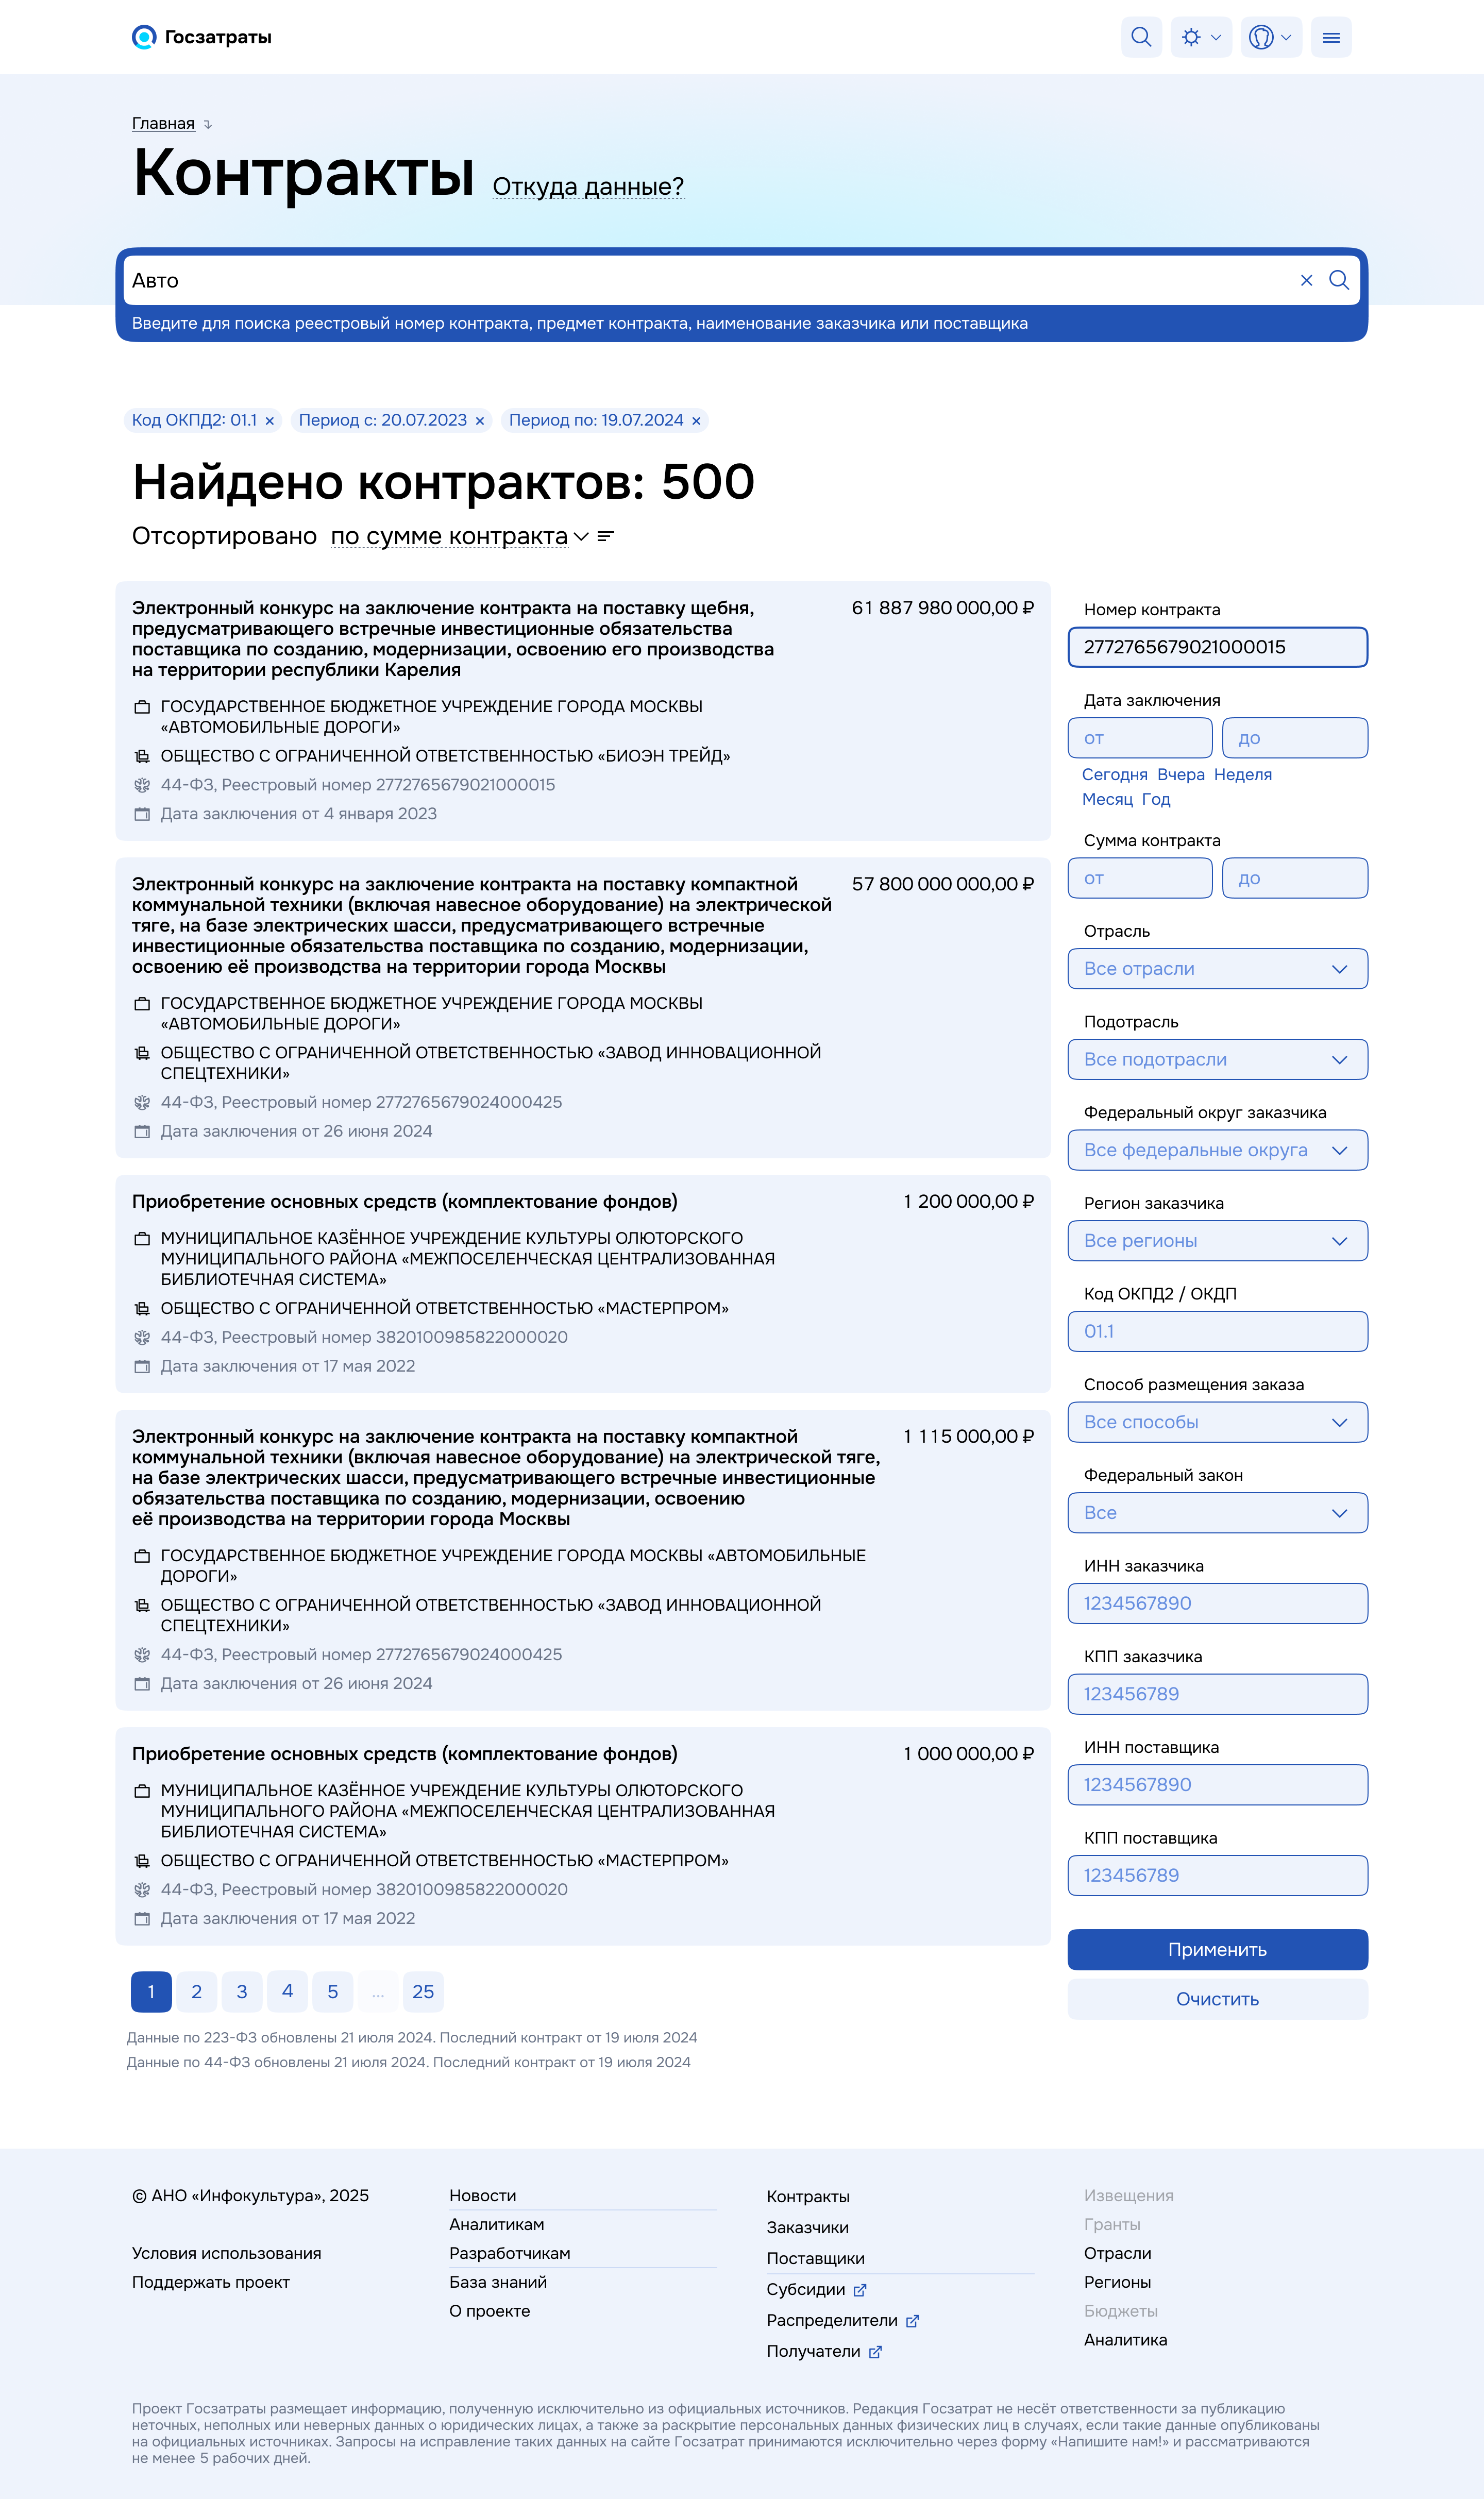 Госзатраты
Главная
Контракты Откуда данные?
Авто
Введите для поиска реестровый номер контракта, предмет контракта, наименование заказчика или поставщика
Код ОКПД2: 01.1 × Период с: 20.07.2023 × Период по: 19.07.2024 ×
Найдено контрактов: 500
Отсортировано по сумме контракта
Электронный конкурс на заключение контракта на поставку щебня,
предусматривающего встречные инвестиционные обязательства
поставщика по созданию, модернизации, освоению его производства
на территории республики Карелия
61 887 980 000,00 ₽
ГОСУДАРСТВЕННОЕ БЮДЖЕТНОЕ УЧРЕЖДЕНИЕ ГОРОДА МОСКВЫ
«АВТОМОБИЛЬНЫЕ ДОРОГИ»
ОБЩЕСТВО С ОГРАНИЧЕННОЙ ОТВЕТСТВЕННОСТЬЮ «БИОЭН ТРЕЙД»
44-ФЗ, Реестровый номер 2772765679021000015
Дата заключения от 4 января 2023
Электронный конкурс на заключение контракта на поставку компактной
коммунальной техники (включая навесное оборудование) на электрической
тяге, на базе электрических шасси, предусматривающего встречные
инвестиционные обязательства поставщика по созданию, модернизации,
освоению её производства на территории города Москвы
57 800 000 000,00 ₽
ГОСУДАРСТВЕННОЕ БЮДЖЕТНОЕ УЧРЕЖДЕНИЕ ГОРОДА МОСКВЫ
«АВТОМОБИЛЬНЫЕ ДОРОГИ»
ОБЩЕСТВО С ОГРАНИЧЕННОЙ ОТВЕТСТВЕННОСТЬЮ «ЗАВОД ИННОВАЦИОННОЙ
СПЕЦТЕХНИКИ»
44-ФЗ, Реестровый номер 2772765679024000425
Дата заключения от 26 июня 2024
Приобретение основных средств (комплектование фондов)
1 200 000,00 ₽
МУНИЦИПАЛЬНОЕ КАЗЁННОЕ УЧРЕЖДЕНИЕ КУЛЬТУРЫ ОЛЮТОРСКОГО
МУНИЦИПАЛЬНОГО РАЙОНА «МЕЖПОСЕЛЕНЧЕСКАЯ ЦЕНТРАЛИЗОВАННАЯ
БИБЛИОТЕЧНАЯ СИСТЕМА»
ОБЩЕСТВО С ОГРАНИЧЕННОЙ ОТВЕТСТВЕННОСТЬЮ «МАСТЕРПРОМ»
44-ФЗ, Реестровый номер 3820100985822000020
Дата заключения от 17 мая 2022
Электронный конкурс на заключение контракта на поставку компактной
коммунальной техники (включая навесное оборудование) на электрической тяге,
на базе электрических шасси, предусматривающего встречные инвестиционные
обязательства поставщика по созданию, модернизации, освоению
её производства на территории города Москвы
1 115 000,00 ₽
ГОСУДАРСТВЕННОЕ БЮДЖЕТНОЕ УЧРЕЖДЕНИЕ ГОРОДА МОСКВЫ «АВТОМОБИЛЬНЫЕ
ДОРОГИ»
ОБЩЕСТВО С ОГРАНИЧЕННОЙ ОТВЕТСТВЕННОСТЬЮ «ЗАВОД ИННОВАЦИОННОЙ
СПЕЦТЕХНИКИ»
44-ФЗ, Реестровый номер 2772765679024000425
Дата заключения от 26 июня 2024
Приобретение основных средств (комплектование фондов)
1 000 000,00 ₽
МУНИЦИПАЛЬНОЕ КАЗЁННОЕ УЧРЕЖДЕНИЕ КУЛЬТУРЫ ОЛЮТОРСКОГО
МУНИЦИПАЛЬНОГО РАЙОНА «МЕЖПОСЕЛЕНЧЕСКАЯ ЦЕНТРАЛИЗОВАННАЯ
БИБЛИОТЕЧНАЯ СИСТЕМА»
ОБЩЕСТВО С ОГРАНИЧЕННОЙ ОТВЕТСТВЕННОСТЬЮ «МАСТЕРПРОМ»
44-ФЗ, Реестровый номер 3820100985822000020
Дата заключения от 17 мая 2022
1 2 3 4 5 ... 25
Данные по 223-ФЗ обновлены 21 июля 2024. Последний контракт от 19 июля 2024
Данные по 44-ФЗ обновлены 21 июля 2024. Последний контракт от 19 июля 2024
Номер контракта
2772765679021000015
Дата заключения
от до
Сегодня Вчера Неделя
Месяц Год
Сумма контракта
от до
Отрасль
Все отрасли
Подотрасль
Все подотрасли
Федеральный округ заказчика
Все федеральные округа
Регион заказчика
Все регионы
Код ОКПД2 / ОКДП
01.1
Способ размещения заказа
Все способы
Федеральный закон
Все
ИНН заказчика
1234567890
КПП заказчика
123456789
ИНН поставщика
1234567890
КПП поставщика
123456789
Применить
Очистить
© АНО «Инфокультура», 2025
Условия использования
Поддержать проект
Новости
Аналитикам
Разработчикам
База знаний
О проекте
Контракты
Заказчики
Поставщики
Субсидии
Распределители
Получатели
Извещения
Гранты
Отрасли
Регионы
Бюджеты
Аналитика
Проект Госзатраты размещает информацию, полученную исключительно из официальных источников. Редакция Госзатрат не несёт ответственности за публикацию
неточных, неполных или неверных данных о юридических лицах, а также за раскрытие персональных данных физических лиц в случаях, если такие данные опубликованы
на официальных источниках. Запросы на исправление таких данных на сайте Госзатрат принимаются исключительно через форму «Напишите нам!» и рассматриваются
не менее 5 рабочих дней.